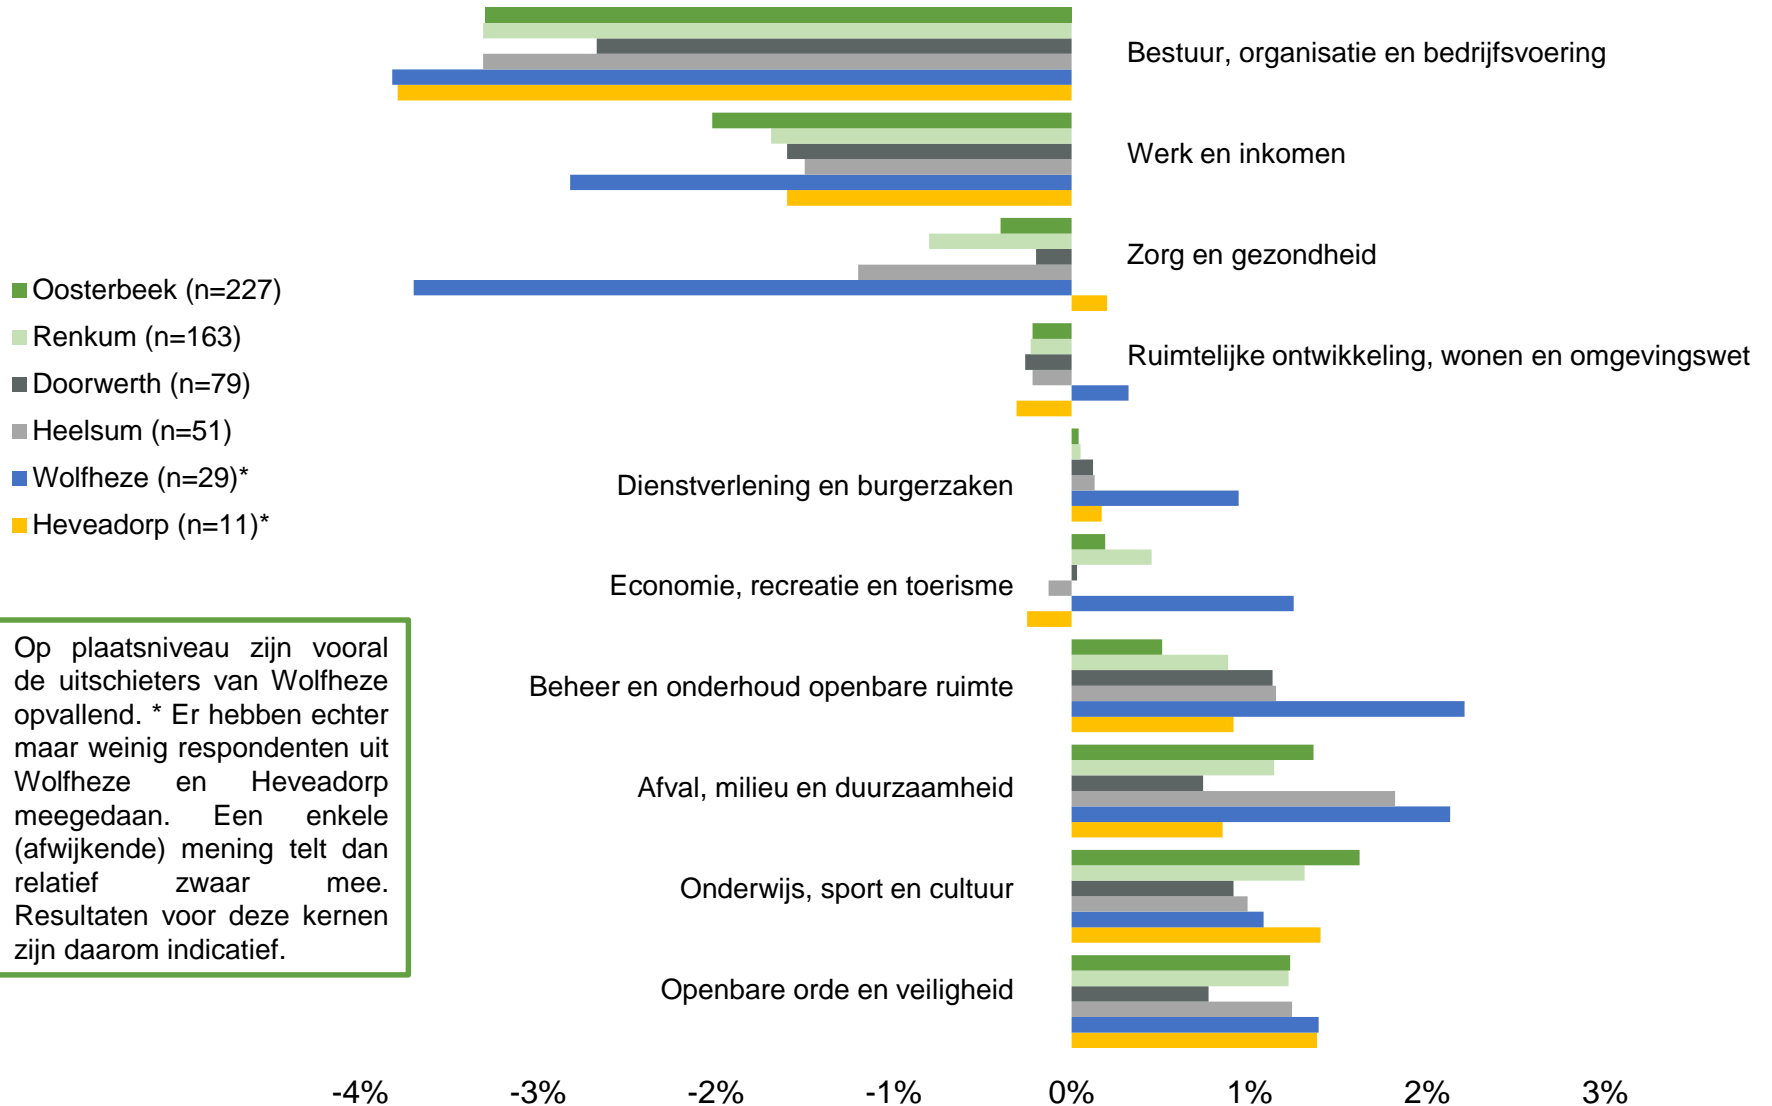 Bestuur, organisatie en bedrijfsvoering
Werk en inkomen
Zorg en gezondheid
Ruimtelijke ontwikkeling, wonen en omgevingswet
Dienstverlening en burgerzaken
Economie, recreatie en toerisme
Beheer en onderhoud openbare ruimte
Afval, milieu en duurzaamheid
Onderwijs, sport en cultuur
Openbare orde en veiligheid
Oosterbeek (n=227)
Renkum (n=163)
Doorwerth (n=79)
Heelsum (n=51)
Wolfheze (n=29)*
Heveadorp (n=11)*
Op plaatsniveau zijn vooral
de uitschieters van Wolfheze
opvallend. * Er hebben echter
maar weinig respondenten uit
Wolfheze en Heveadorp
meegedaan. Een enkele
(afwijkende) mening telt dan
relatief zwaar mee.
Resultaten voor deze kernen
zijn daarom indicatief.
-4% -3% -2% -1% 0% 1% 2% 3%